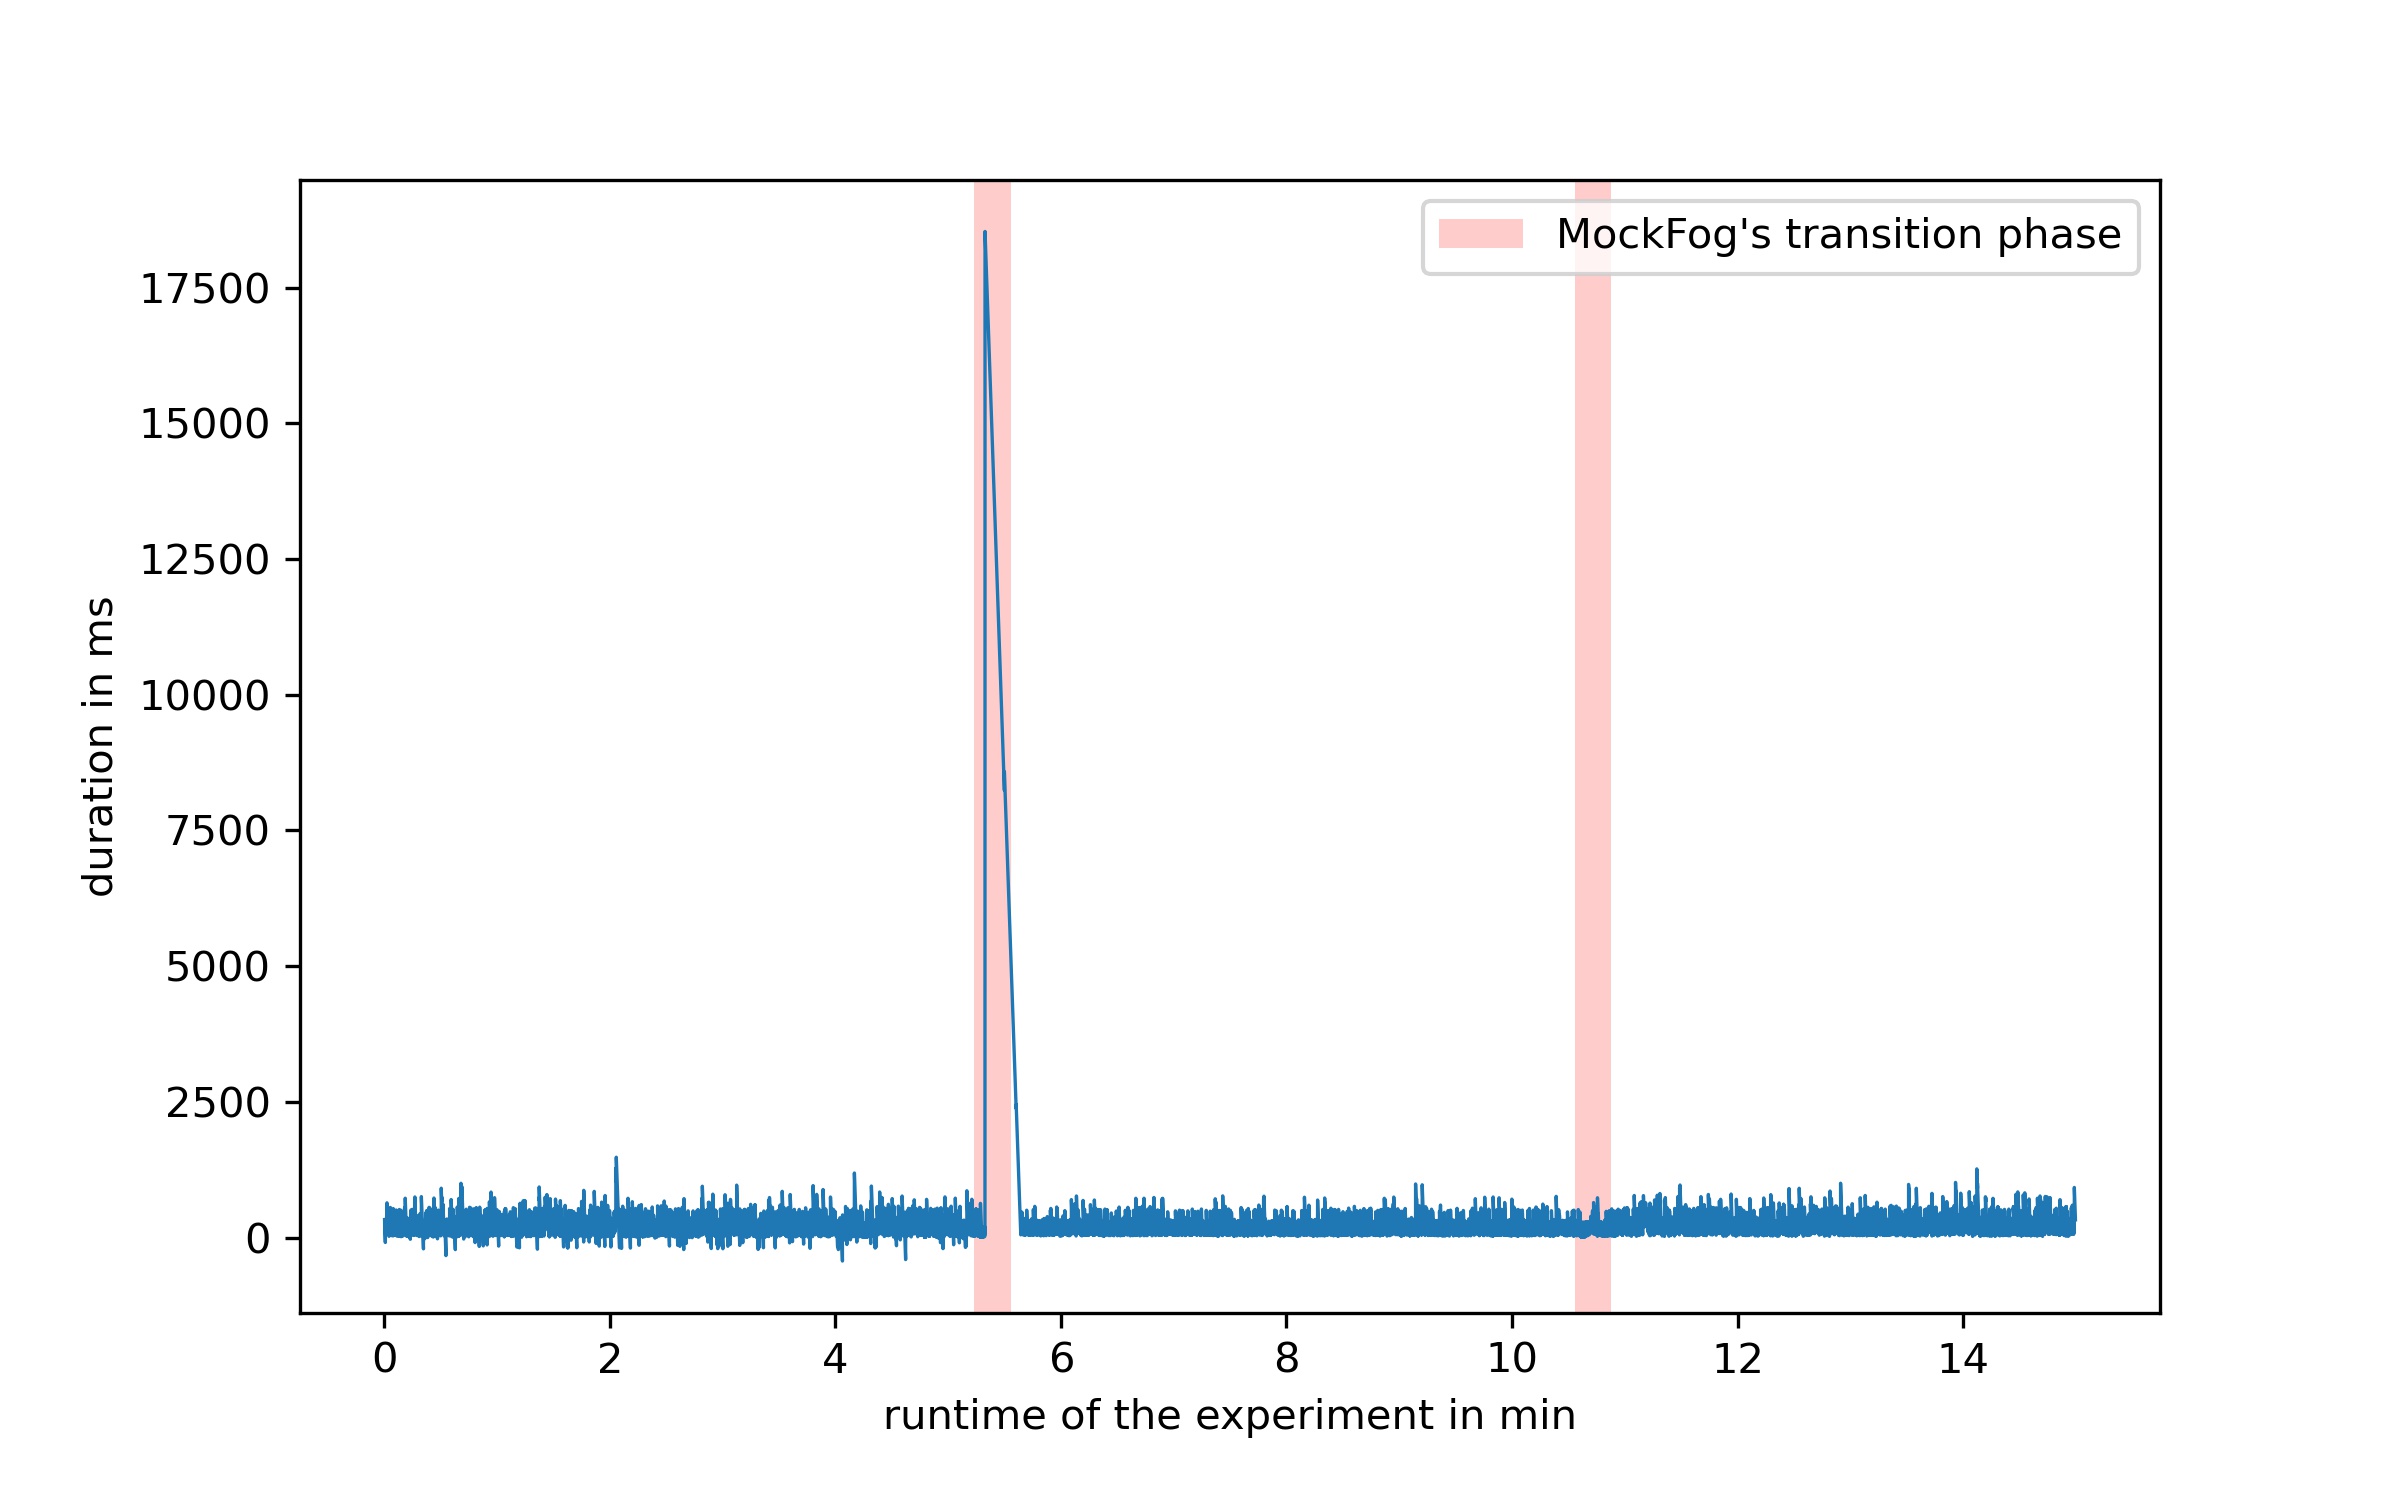 MockFog's transition phase
17500
15000
12500
10000
7500
5000
2500
0
duration in ms
0 2 4 6 8 10 12 14
runtime of the experiment in min